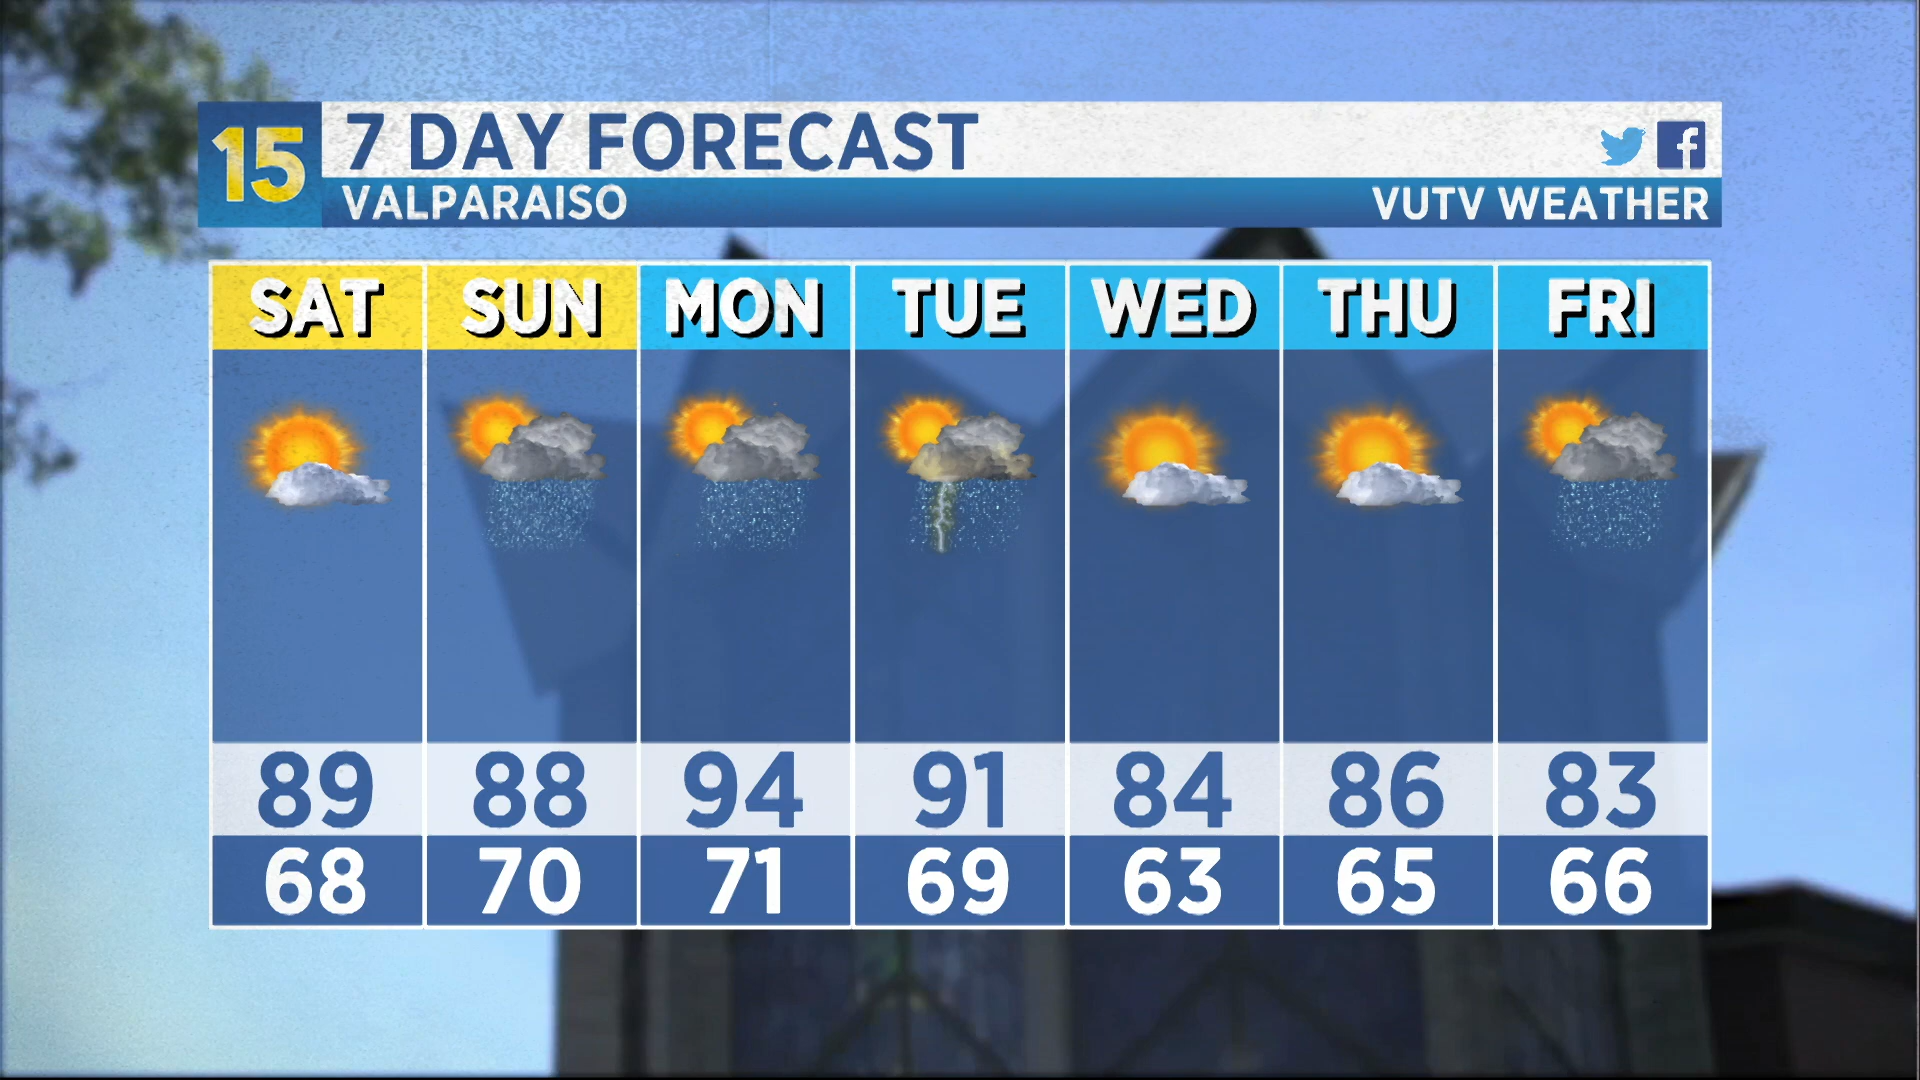 15
7 DAY FORECAST
VALPARAISO
VUTV WEATHER
SAT SUN MON TUE WED THU FRI
89 88 94 91 84 86 83
68 70 71 69 63 65 66